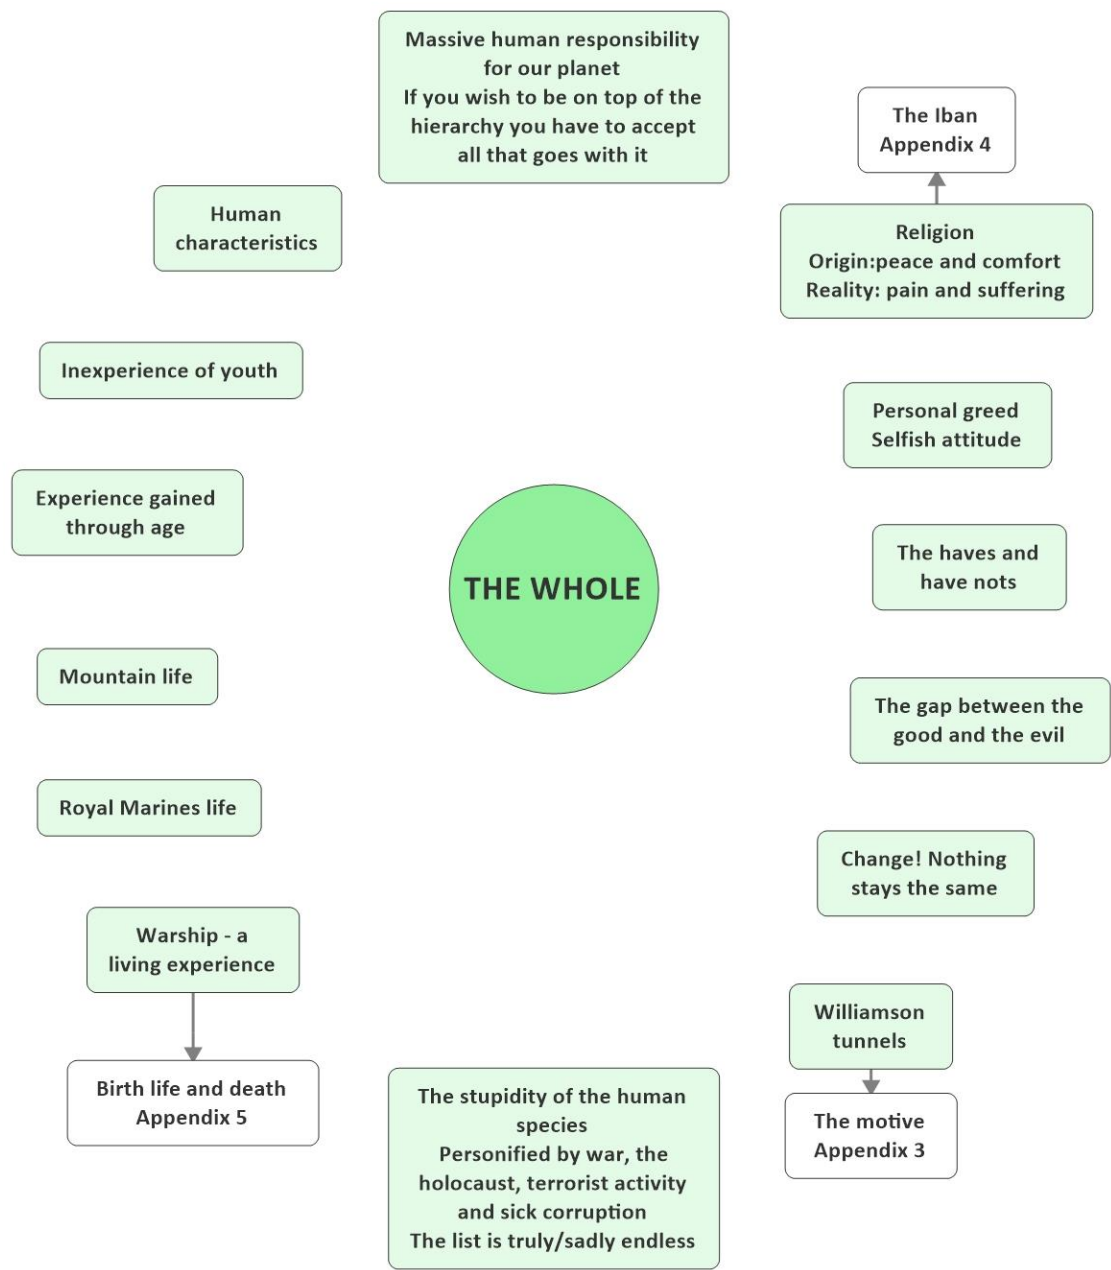 Massive human responsibility
for our planet
If you wish to be on top of the
hierarchy you have to accept
all that goes with it
The Iban
Appendix 4
Religion
Origin:peace and comfort
Reality: pain and suffering
Human
characteristics
Inexperience of youth
Personal greed
Selfish attitude
Experience gained
through age
The haves and
have nots
THE WHOLE
Mountain life
The gap between the
good and the evil
Royal Marines life
Change! Nothing
stays the same
Warship - a
living experience
Williamson
tunnels
Birth life and death
Appendix 5
The stupidity of the human
species
Personified by war, the
holocaust, terrorist activity
and sick corruption
The list is truly/sadly endless
The motive
Appendix 3